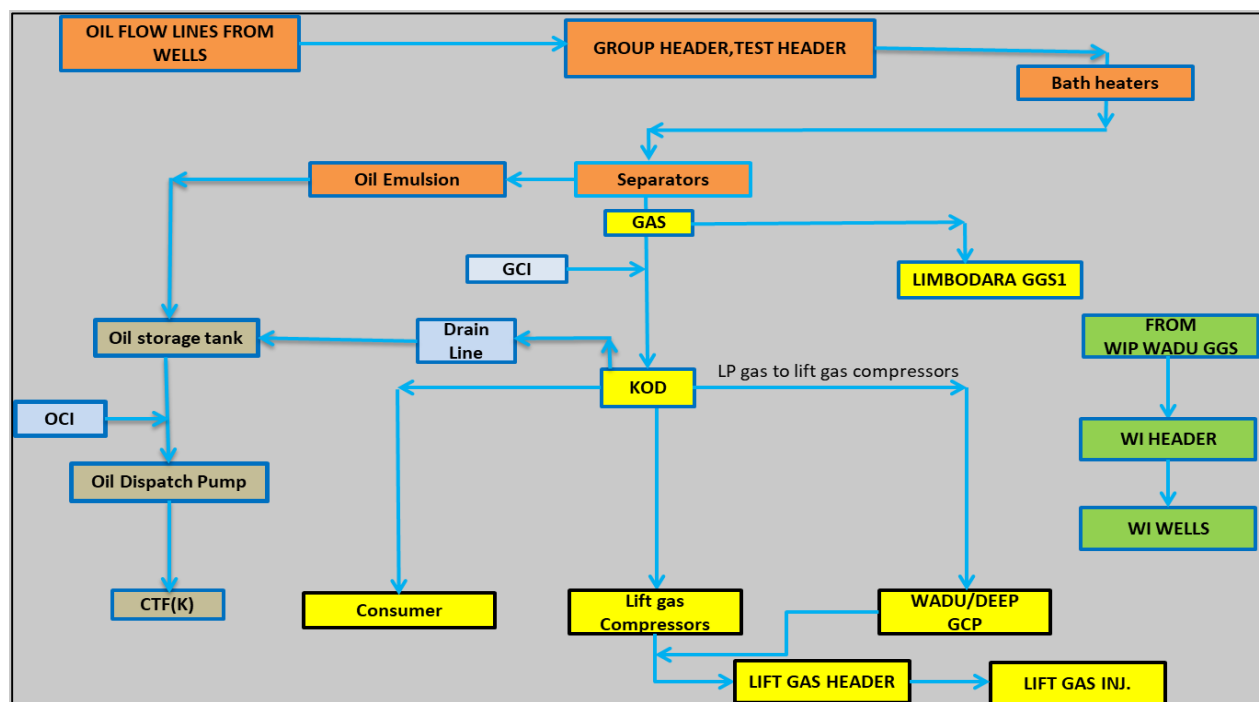 OIL FLOW LINES FROM
WELLS
GROUP HEADER,TEST HEADER
Bath heaters
Oil Emulsion
Separators
GAS
GCI
LIMBODARA GGS1
Oil storage tank
Drain
Line
FROM
WIP WADU GGS
LP gas to lift gas compressors
KOD
OCI
WI HEADER
Oil Dispatch Pump
WI WELLS
CTF(K)
Consumer
Lift gas
Compressors
WADU/DEEP
GCP
LIFT GAS HEADER
LIFT GAS INJ.